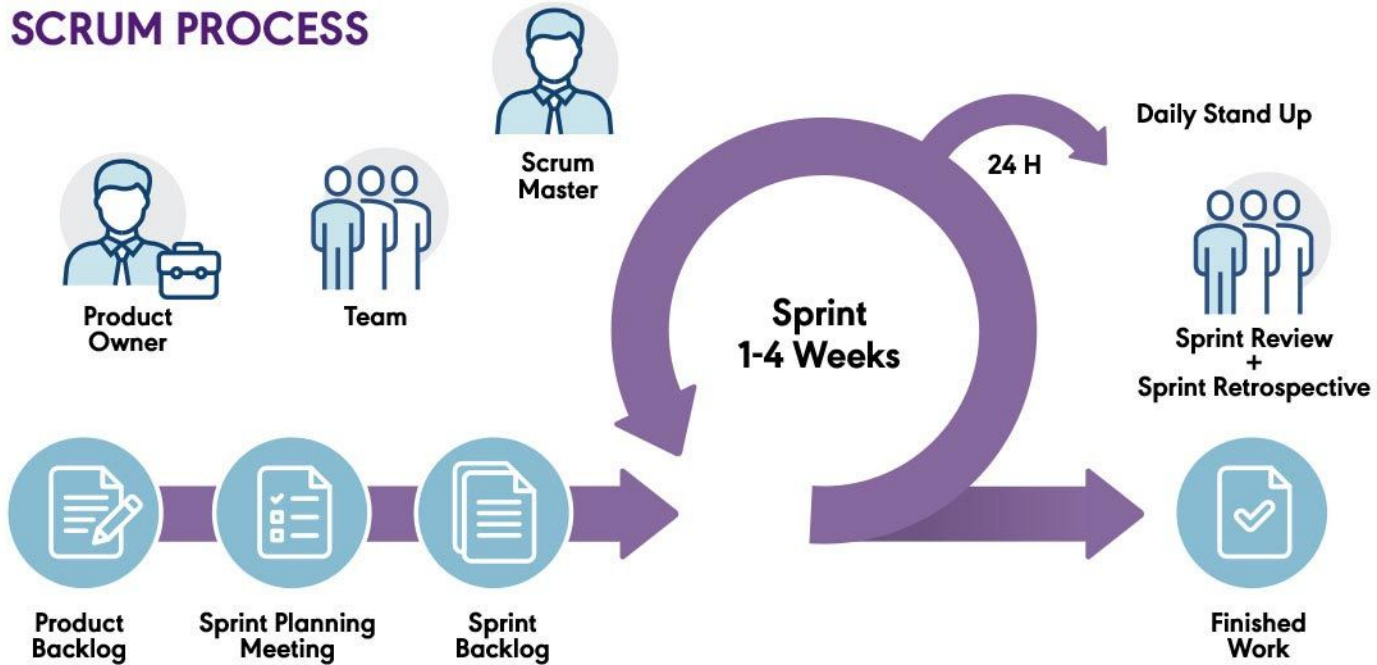 SCRUM PROCESS
Scrum
Master
Product
Owner
Team
Daily Stand Up
24 H
Sprint
1-4 Weeks
Sprint Review
+
Sprint Retrospective
Product
Backlog
Sprint Planning
Meeting
Sprint
Backlog
Finished
Work